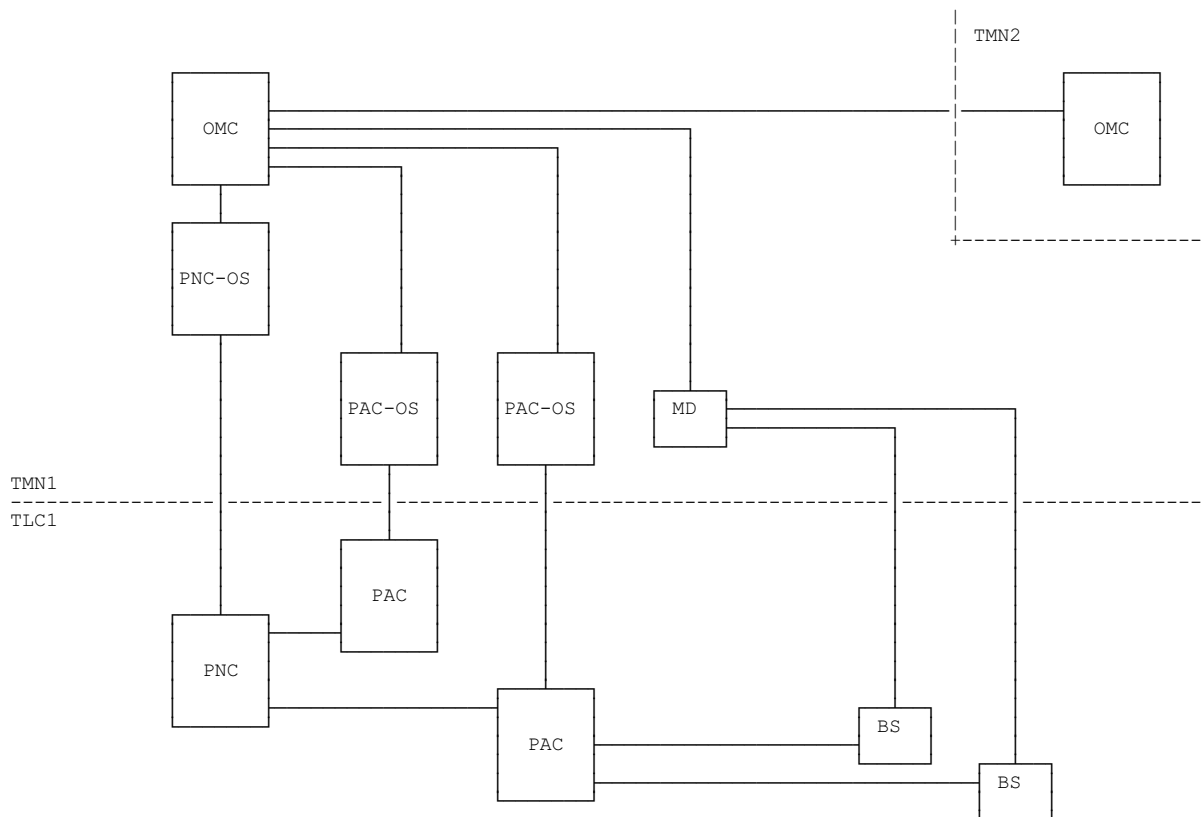 TMN2
OMC
OMC
PNC-OS
PAC-OS
PAC-OS
MD
TMN1
TLC1
PAC
PNC
BS
PAC
BS